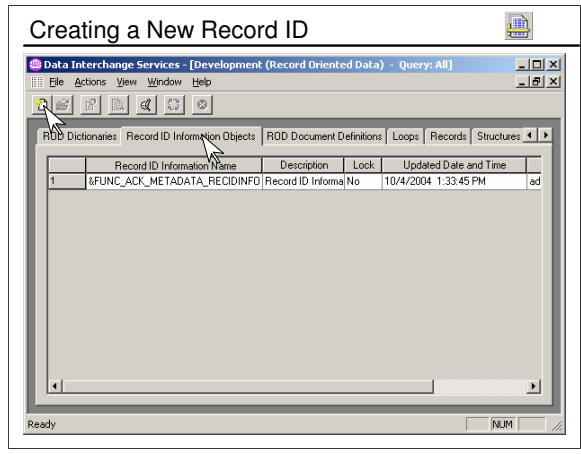 Creating a New Record ID
Data Interchange Services - [Development (Record Oriented Data) - Query: All]
File Actions View Window Help
ROD Dictionaries Record ID Information Objects ROD Document Definitions Loops Records Structures
Record ID Information Name Description Lock Updated Date and Time
1 &FUNC_ACK_METADATA_RECIDINFO Record ID Informa No 10/4/2004 1:33:45 PM ad
Ready NUM